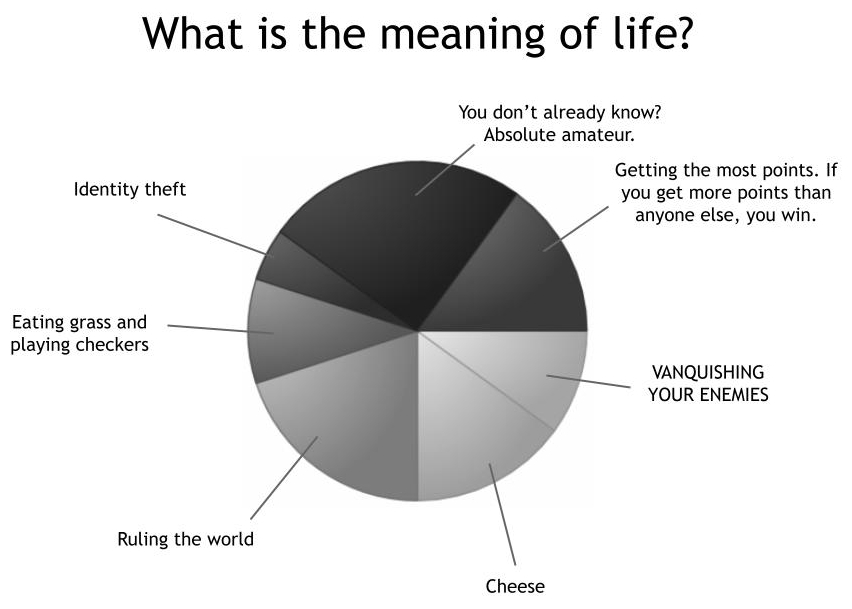 What is the meaning of life?
You don’t already know?
Absolute amateur.
Getting the most points. If
you get more points than
anyone else, you win.
Identity theft
Eating grass and
playing checkers
VANQUISHING
YOUR ENEMIES
Ruling the world
Cheese